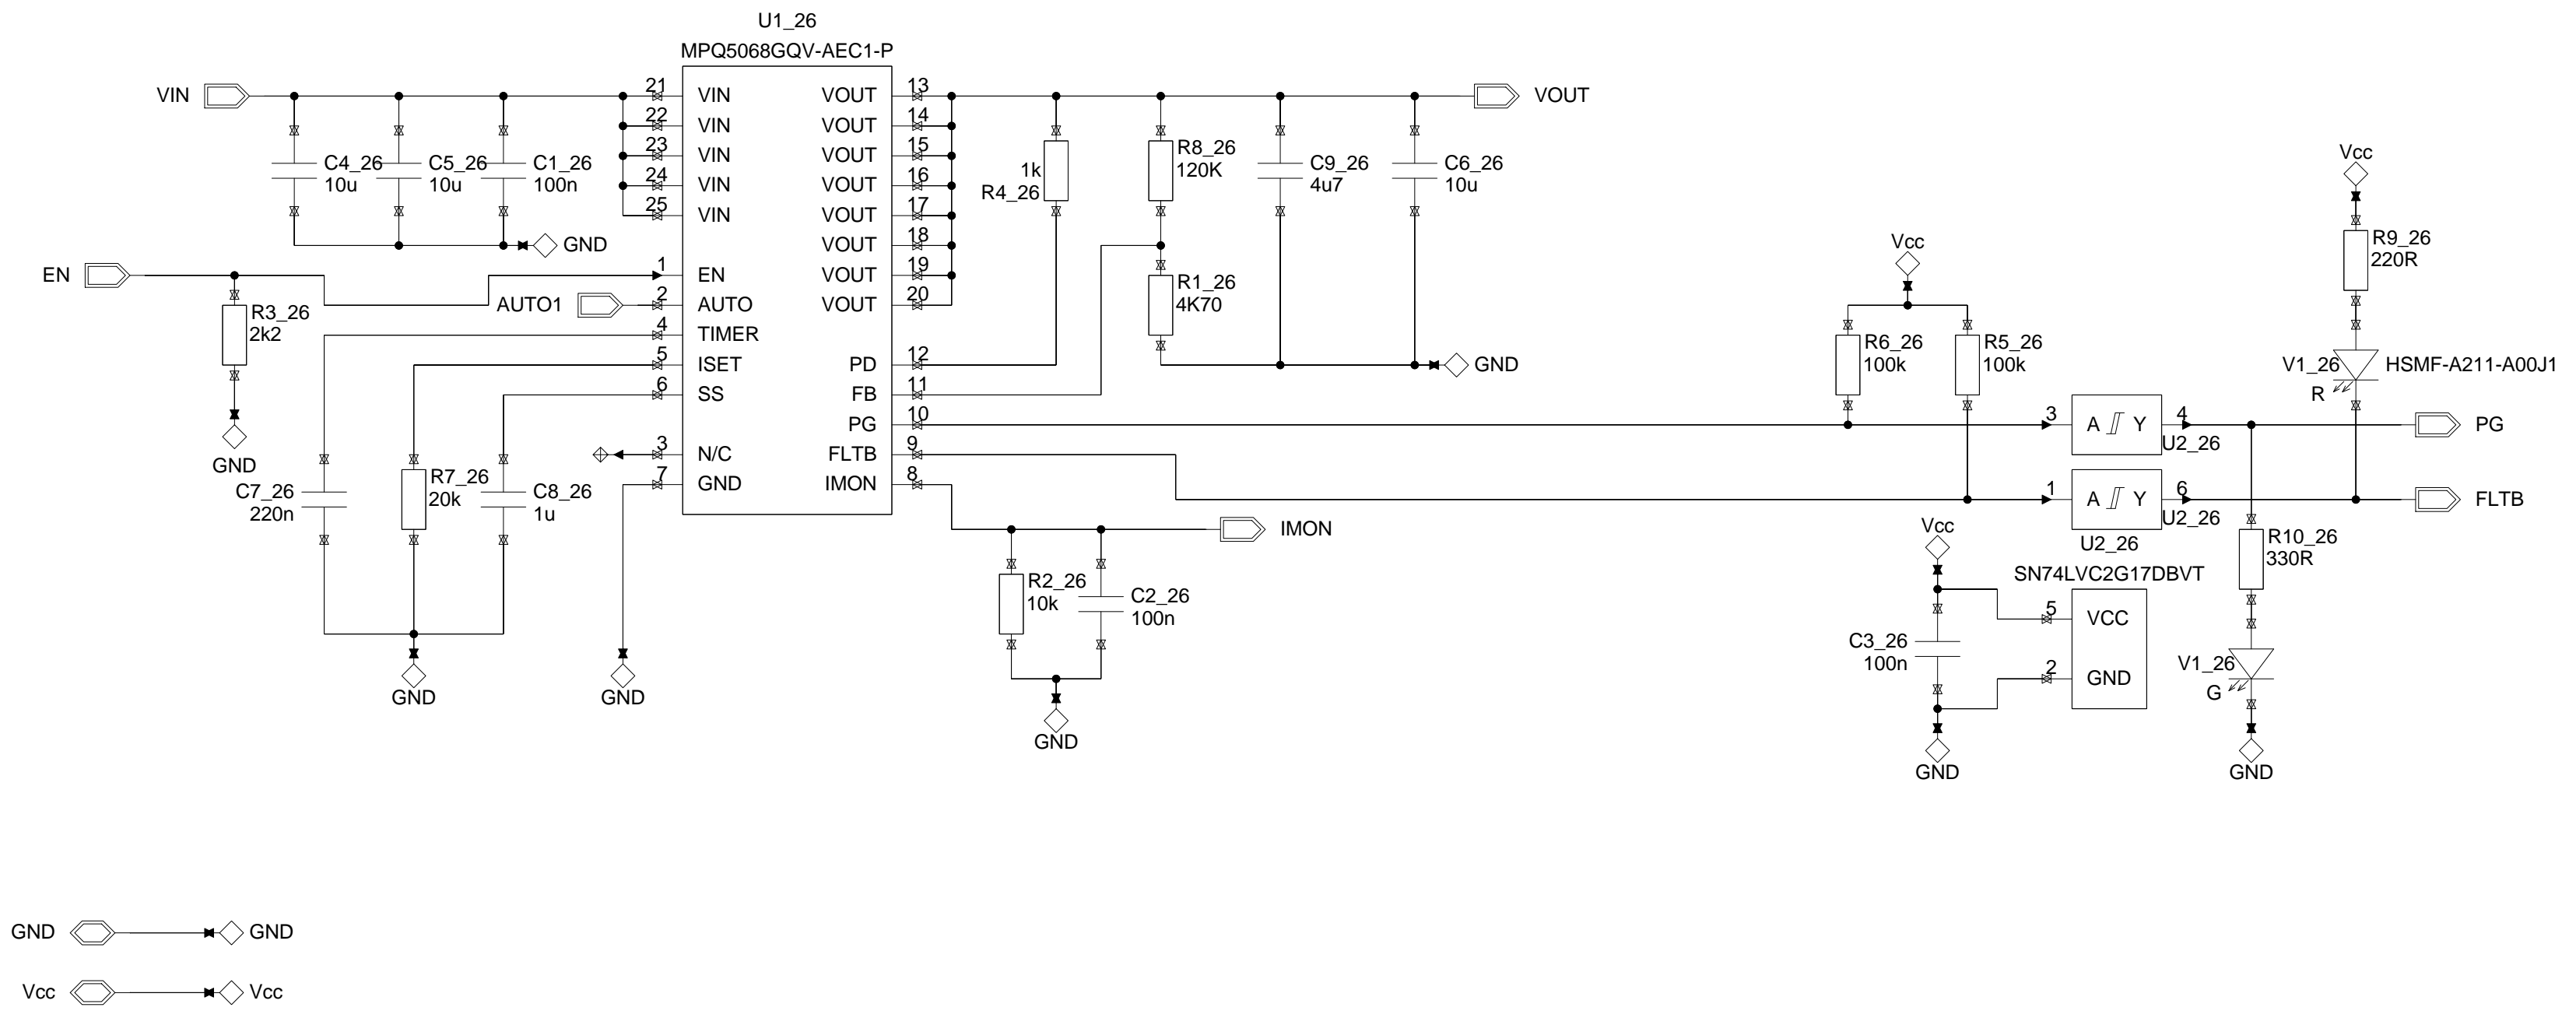 U1_26
MPQ5068GQV-AEC1-P
VIN
21 VIN
22 VIN
23 VIN
24 VIN
25 VIN
1 EN
2 AUTO
4 TIMER
5 ISET
6 SS
3 N/C
7 GND
VOUT 13
VOUT 14
VOUT 15
VOUT 16
VOUT 17
VOUT 18
VOUT 19
VOUT 20
PD 12
FB 11
PG 10
FLTB 9
IMON 8
C4_26
10u
C5_26
10u
C1_26
100n
GND
EN
AUTO1
R3_26
2k2
GND
C7_26
220n
R7_26
20k
C8_26
1u
GND
GND
1k
R4_26
R8_26
120K
R1_26
4K70
C9_26
4u7
C6_26
10u
VOUT
GND
IMON
R2_26
10k
C2_26
100n
GND
Vcc
R6_26
100k
R5_26
100k
Vcc
R9_26
220R
V1_26
R
HSMF-A211-A00J1
3 A Y 4
U2_26
PG
1 A Y 6
U2_26
FLTB
U2_26
SN74LVC2G17DBVT
Vcc
5 VCC
2 GND
C3_26
100n
GND
R10_26
330R
V1_26
G
GND
GND GND
Vcc Vcc